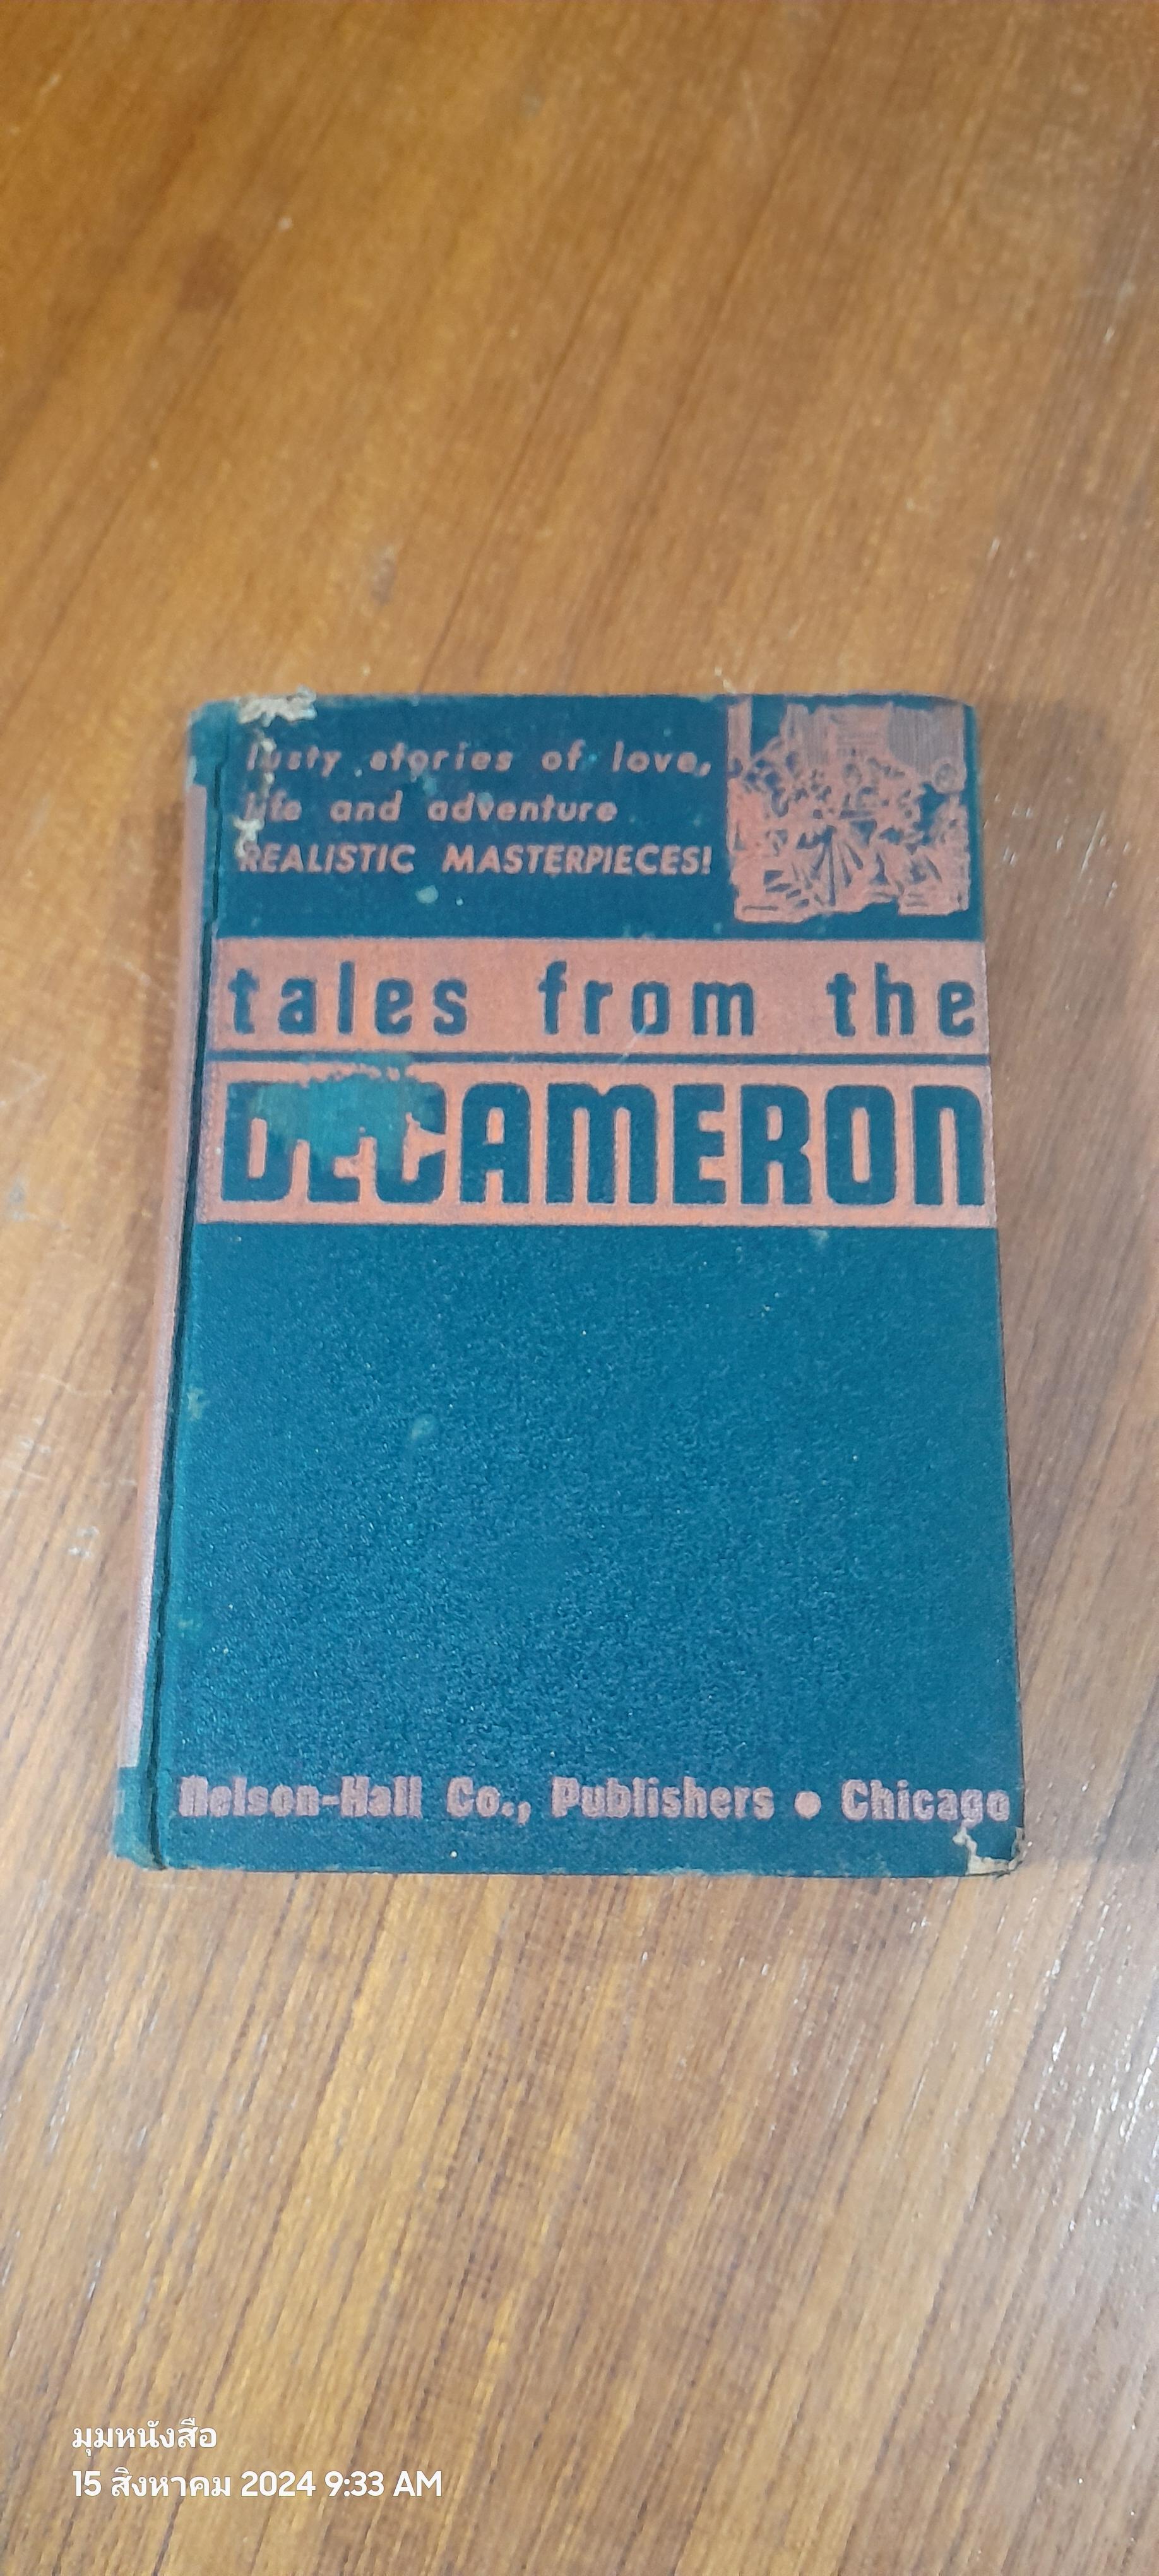 lusty stories of love,
life and adventure
REALISTIC MASTERPIECES!
tales from the
DECAMERON
Nelson-Hall Co., Publishers • Chicago
มุมหนังสือ
15 สิงหาคม 2024 9:33 AM